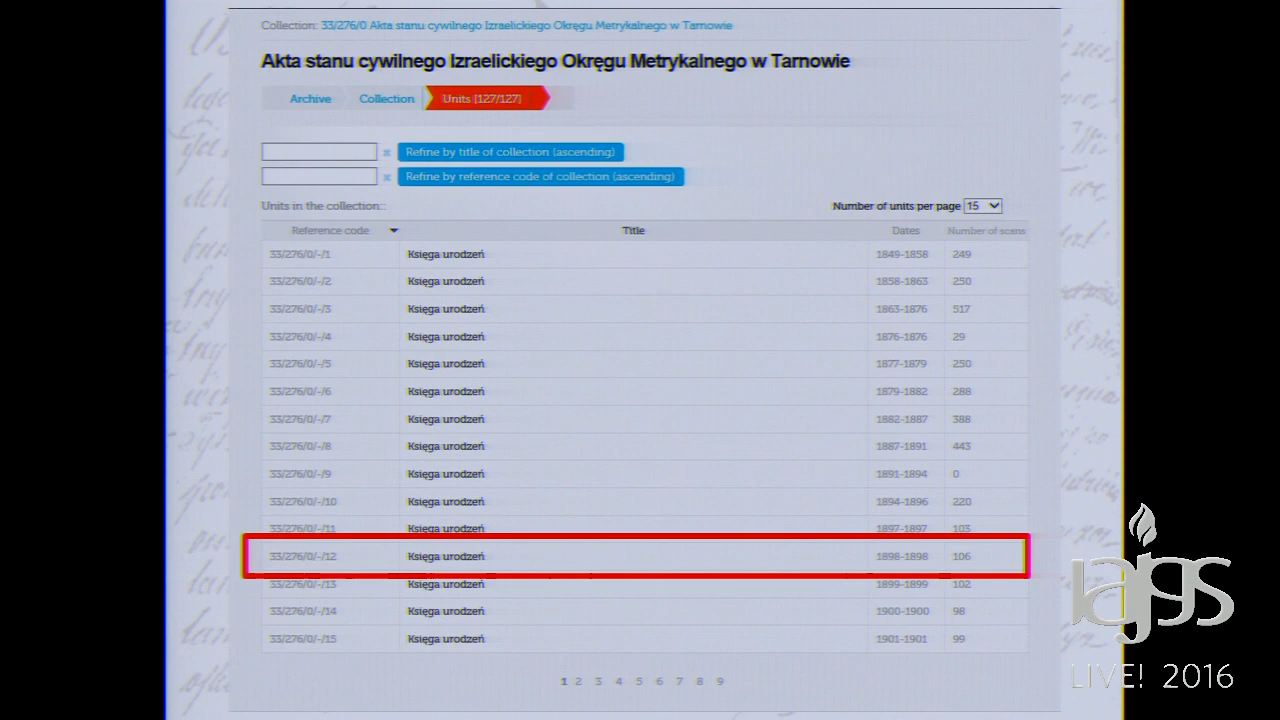 Collection: 33/276/0 Akta stanu cywilnego Izraelickiego Okręgu Metrykalnego w Tarnowie
Akta stanu cywilnego Izraelickiego Okręgu Metrykalnego w Tarnowie
Archive Collection Units [127/127]
Refine by title of collection (ascending)
Refine by reference code of collection (ascending)
Units in the collection:: Number of units per page 15
Reference code Title Dates Number of scans
33/276/0/-/1 Księga urodzeń 1849-1858 249
33/276/0/-/2 Księga urodzeń 1858-1863 250
33/276/0/-/3 Księga urodzeń 1863-1876 517
33/276/0/-/4 Księga urodzeń 1876-1876 29
33/276/0/-/5 Księga urodzeń 1877-1879 250
33/276/0/-/6 Księga urodzeń 1879-1882 288
33/276/0/-/7 Księga urodzeń 1882-1887 388
33/276/0/-/8 Księga urodzeń 1887-1891 443
33/276/0/-/9 Księga urodzeń 1891-1894 0
33/276/0/-/10 Księga urodzeń 1894-1896 220
33/276/0/-/11 Księga urodzeń 1897-1897 103
33/276/0/-/12 Księga urodzeń 1898-1898 106
33/276/0/-/13 Księga urodzeń 1899-1899 102
33/276/0/-/14 Księga urodzeń 1900-1900 98
33/276/0/-/15 Księga urodzeń 1901-1901 99
1 2 3 4 5 6 7 8 9
iajgs
LIVE! 2016